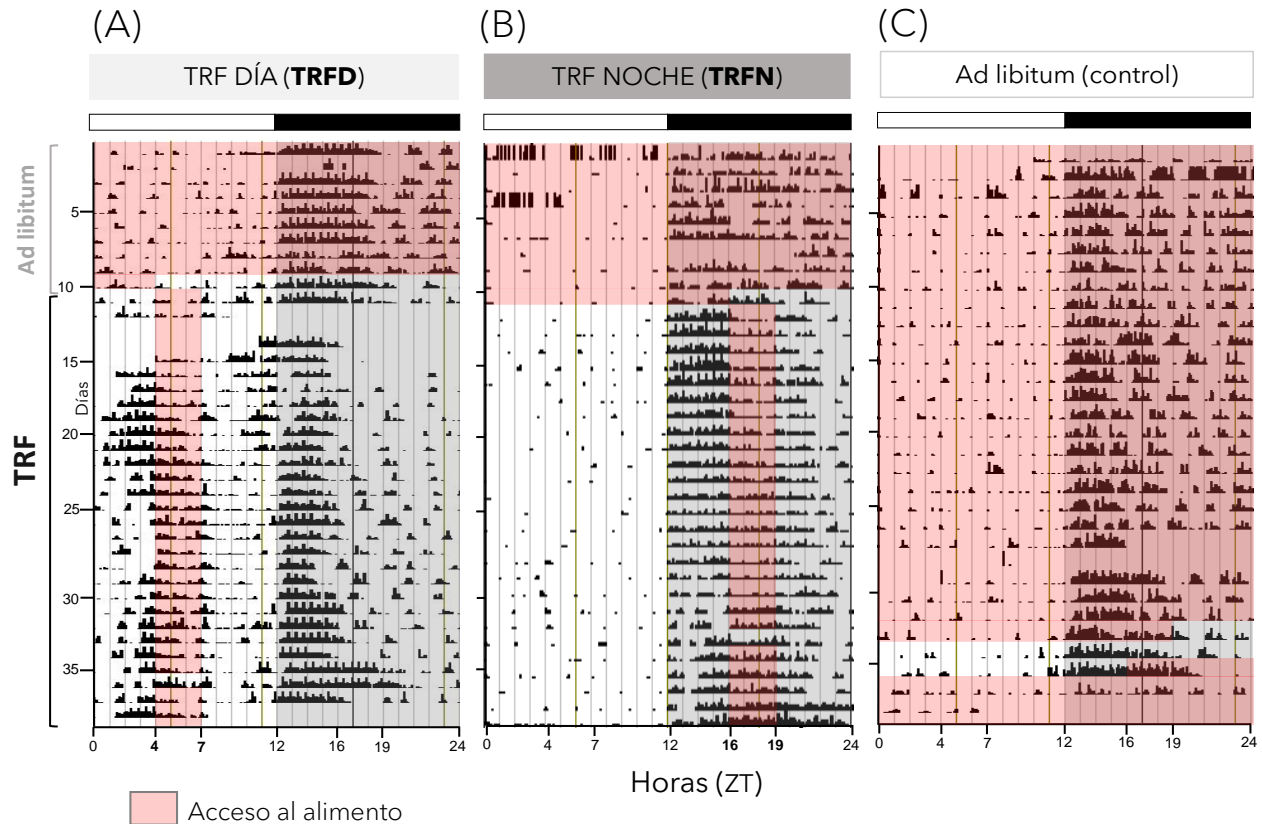 (A)
(B)
(C)
TRF DÍA (TRFD)
TRF NOCHE (TRFN)
Ad libitum (control)
Ad libitum
TRF
Días
5
10
15
20
25
30
35
0 4 7 12 16 19 24
0 4 7 12 16 19 24
0 4 7 12 16 19 24
Horas (ZT)
Acceso al alimento